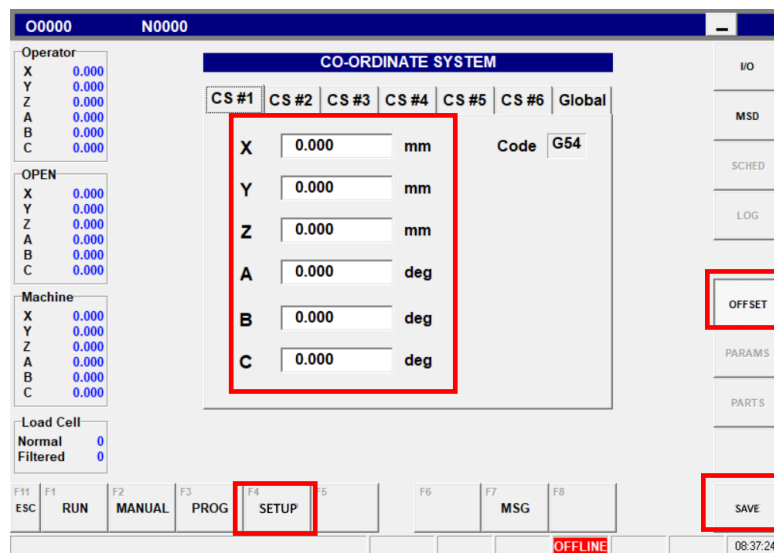 O0000 N0000
Operator
X 0.000
Y 0.000
Z 0.000
A 0.000
B 0.000
C 0.000
OPEN
X 0.000
Y 0.000
Z 0.000
A 0.000
B 0.000
C 0.000
Machine
X 0.000
Y 0.000
Z 0.000
A 0.000
B 0.000
C 0.000
Load Cell
Normal 0
Filtered 0
CO-ORDINATE SYSTEM
CS #1 CS #2 CS #3 CS #4 CS #5 CS #6 Global
X 0.000 mm Code G54
Y 0.000 mm
Z 0.000 mm
A 0.000 deg
B 0.000 deg
C 0.000 deg
I/O
MSD
SCHED
LOG
OFFSET
PARAMS
PARTS
SAVE
F11 F1 F2 F3 F4 F5 F6 F7 F8
ESC RUN MANUAL PROG SETUP MSG
OFFLINE 08:37:24